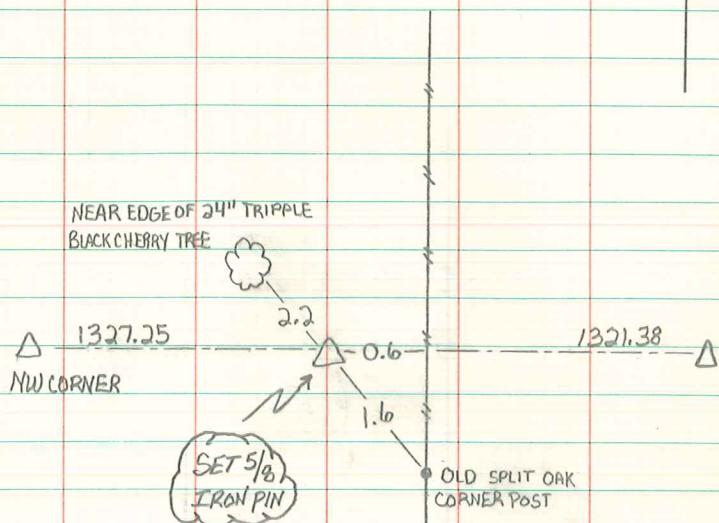 NEAR EDGE OF 24" TRIPPLE
BLACK CHERRY TREE
2.2
1327.25
0.6
1321.38
NW CORNER
1.6
SET 5/8
IRON PIN
OLD SPLIT OAK
CORNER POST